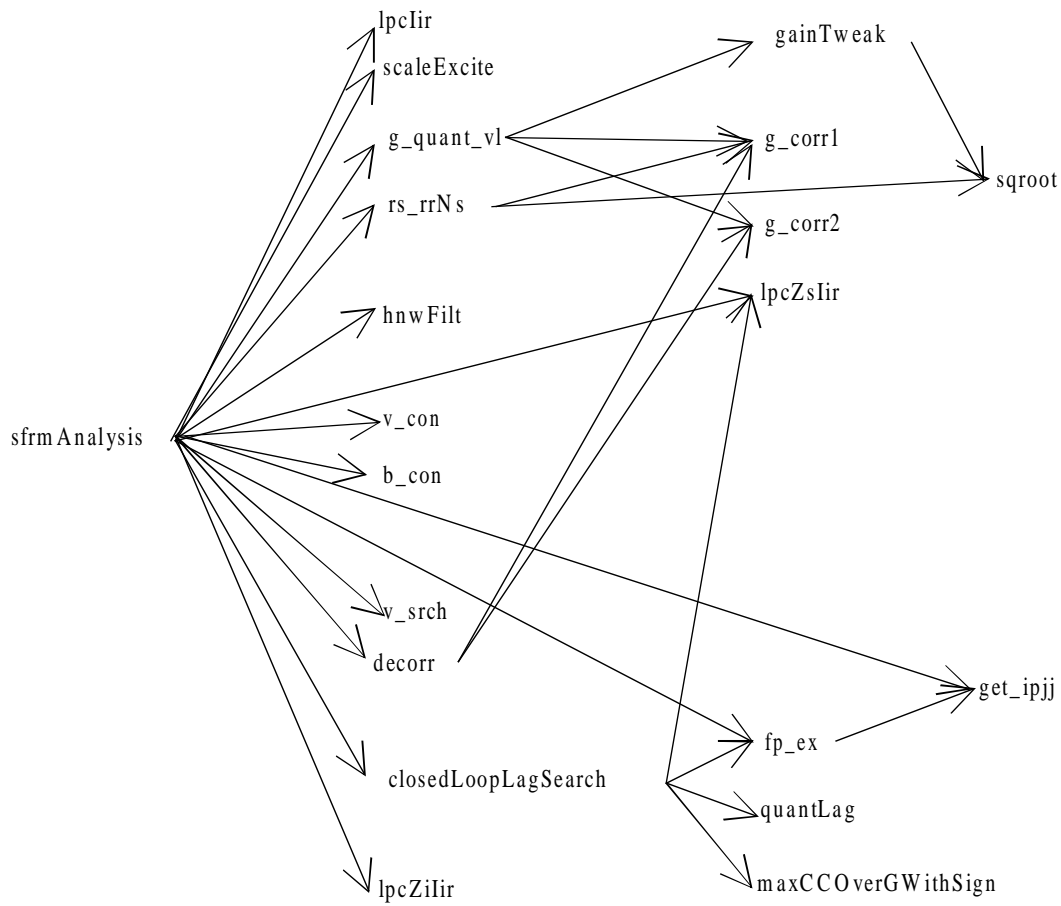 lpcIir
scaleExcite
g_quant_vl
rs_rrNs
hnwFilt
sfrmAnalysis
v_con
b_con
v_srch
decorr
closedLoopLagSearch
lpcZiIir
gainTweak
g_corr1
g_corr2
lpcZsIir
fp_ex
quantLag
maxCCOverGWithSign
sqroot
get_ipjj